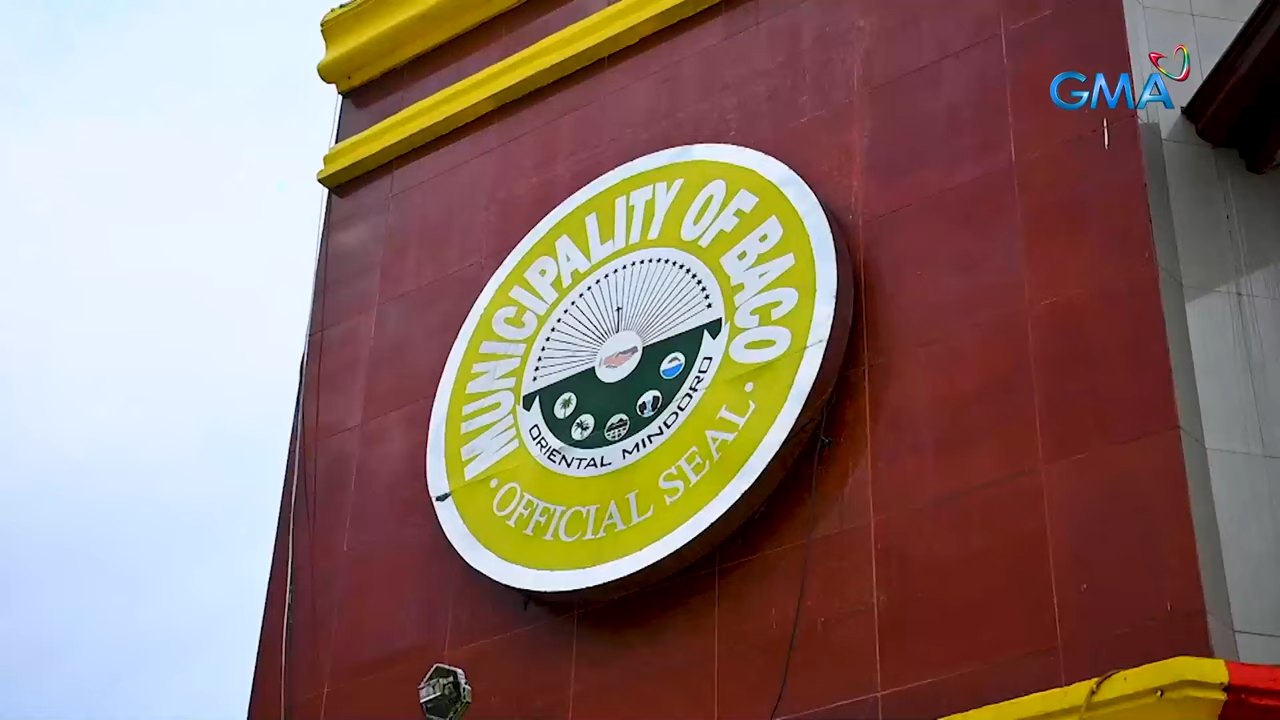 GMA
MUNICIPALITY OF BACO
ORIENTAL MINDORO
• OFFICIAL SEAL •